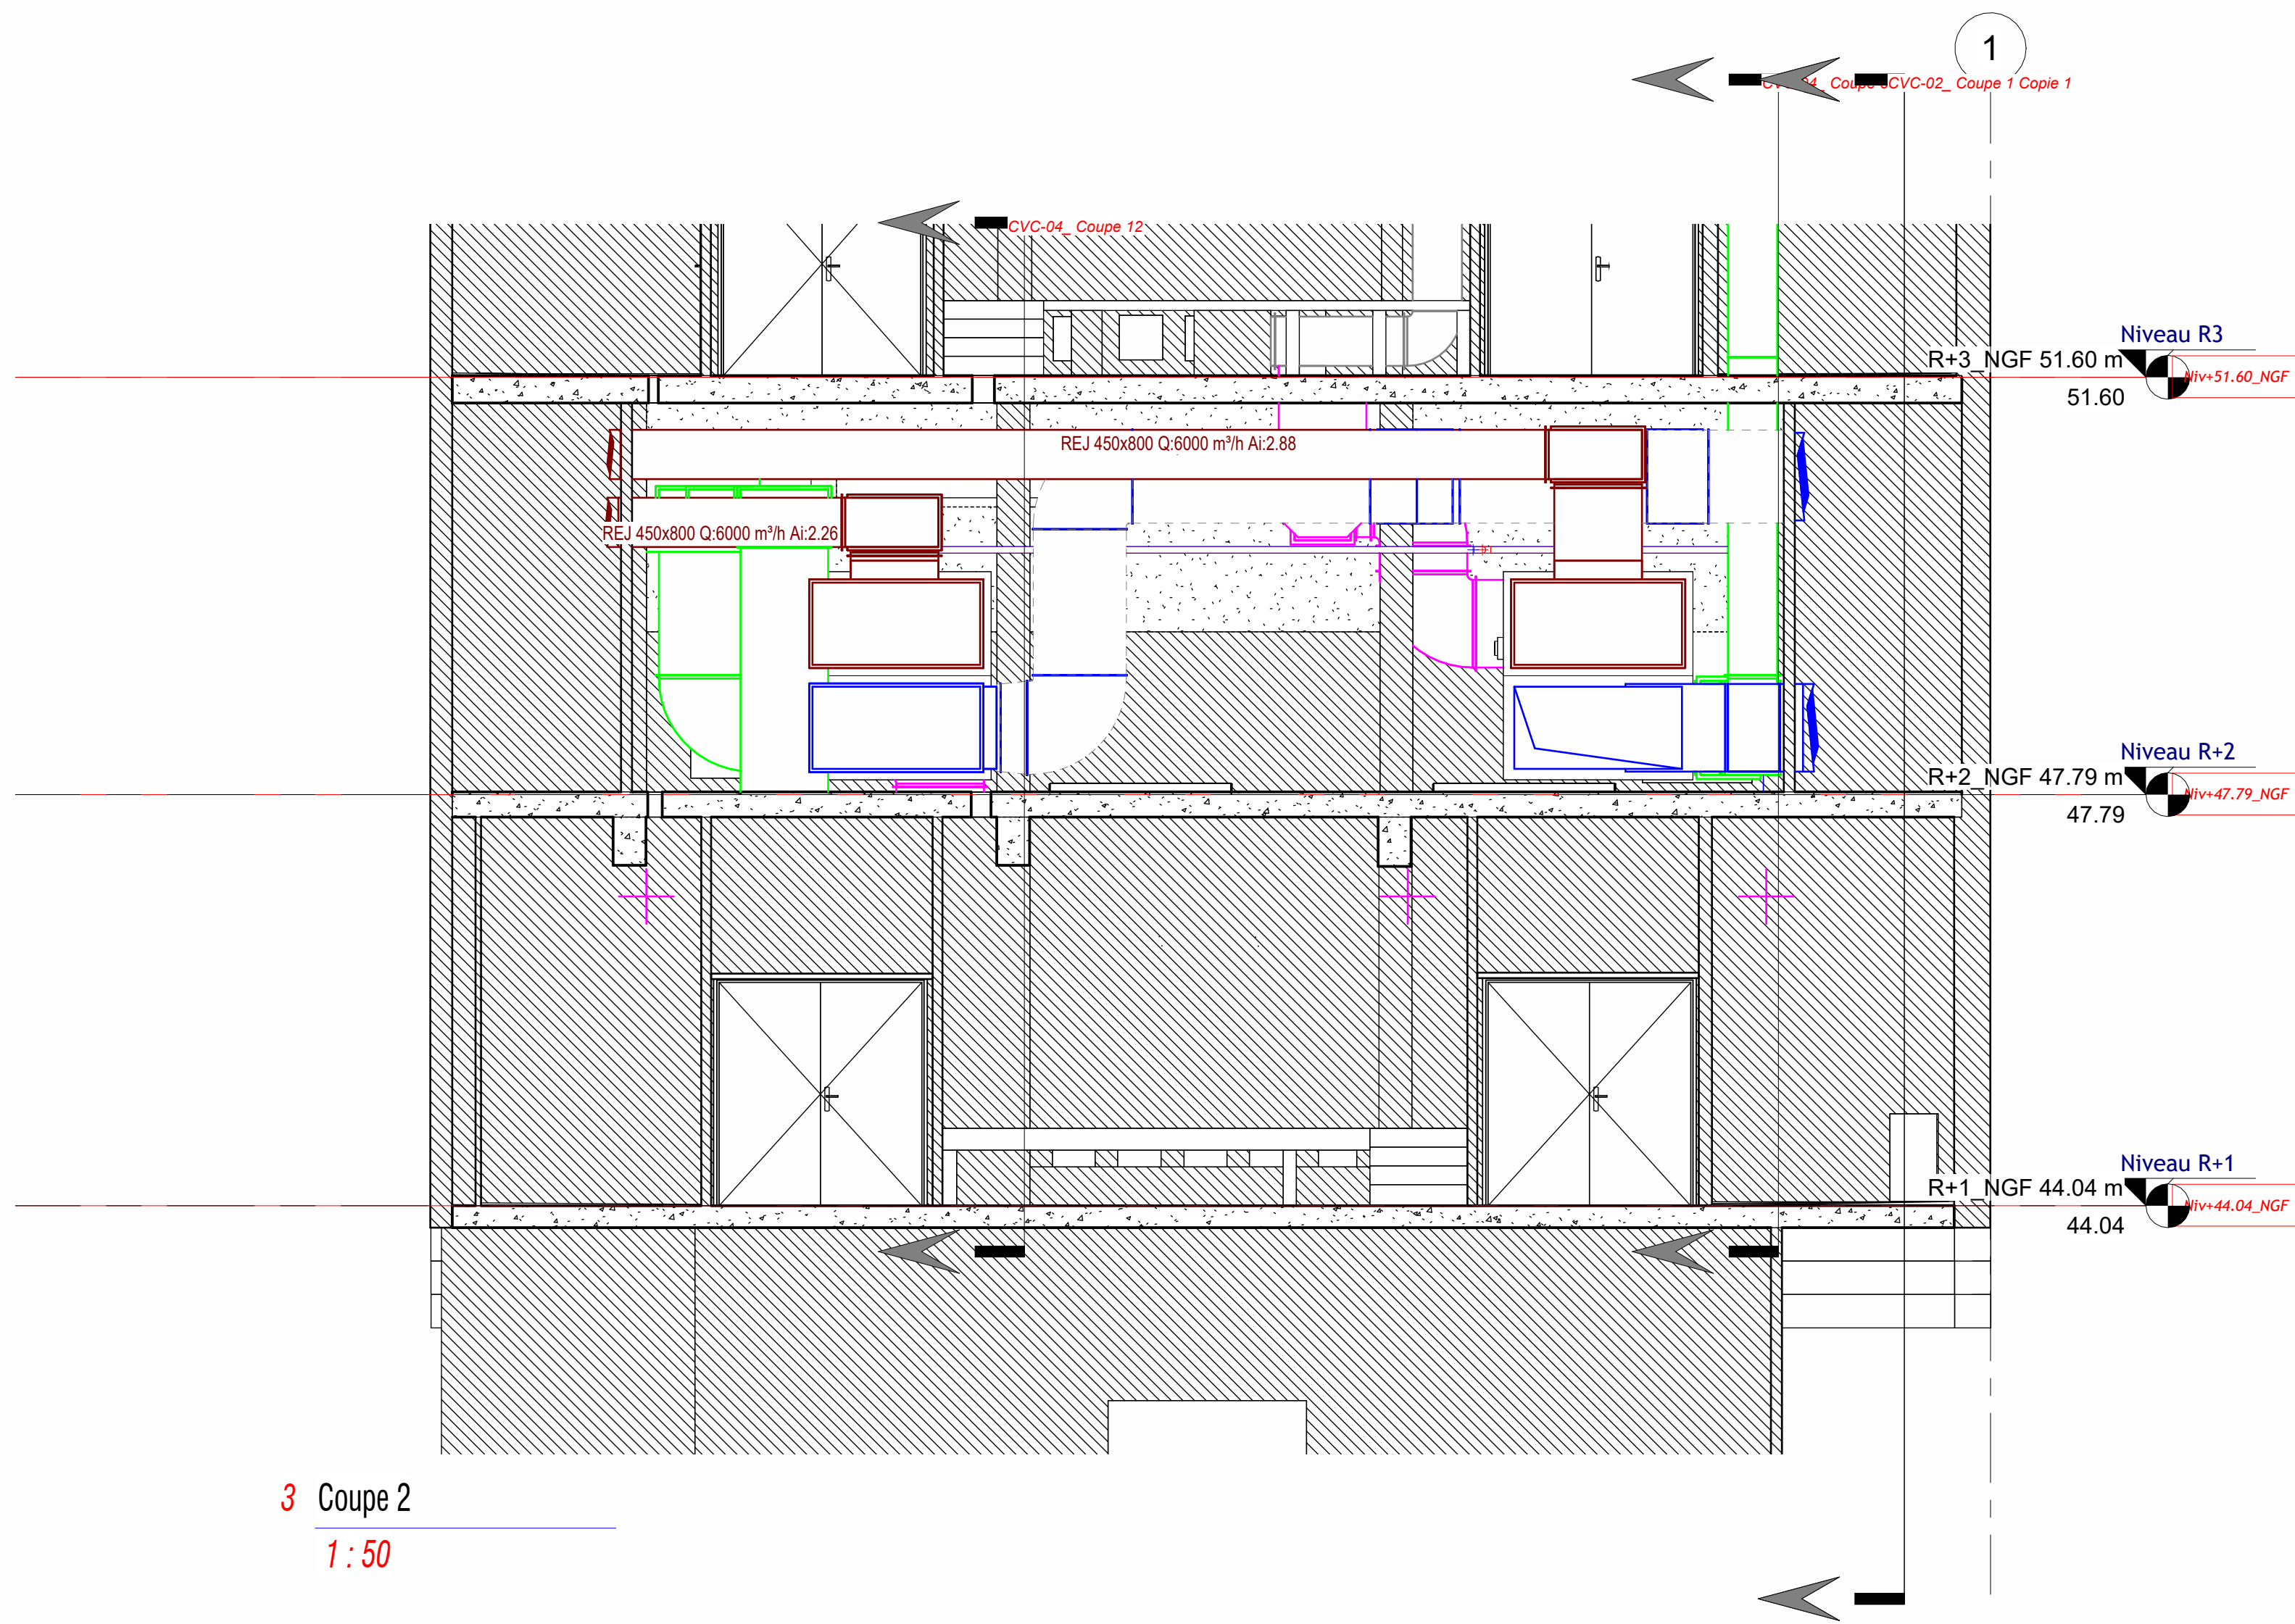 1
Coupe
CVC-02_ Coupe 1 Copie 1
CVC-04_ Coupe 12
Niveau R3
R+3_NGF 51.60 m
Niv+51.60_NGF
51.60
REJ 450x800 Q:6000 m³/h Ai:2.88
REJ 450x800 Q:6000 m³/h Ai:2.26
Niveau R+2
R+2_NGF 47.79 m
Niv+47.79_NGF
47.79
Niveau R+1
R+1_NGF 44.04 m
Niv+44.04_NGF
44.04
3 Coupe 2
1 : 50